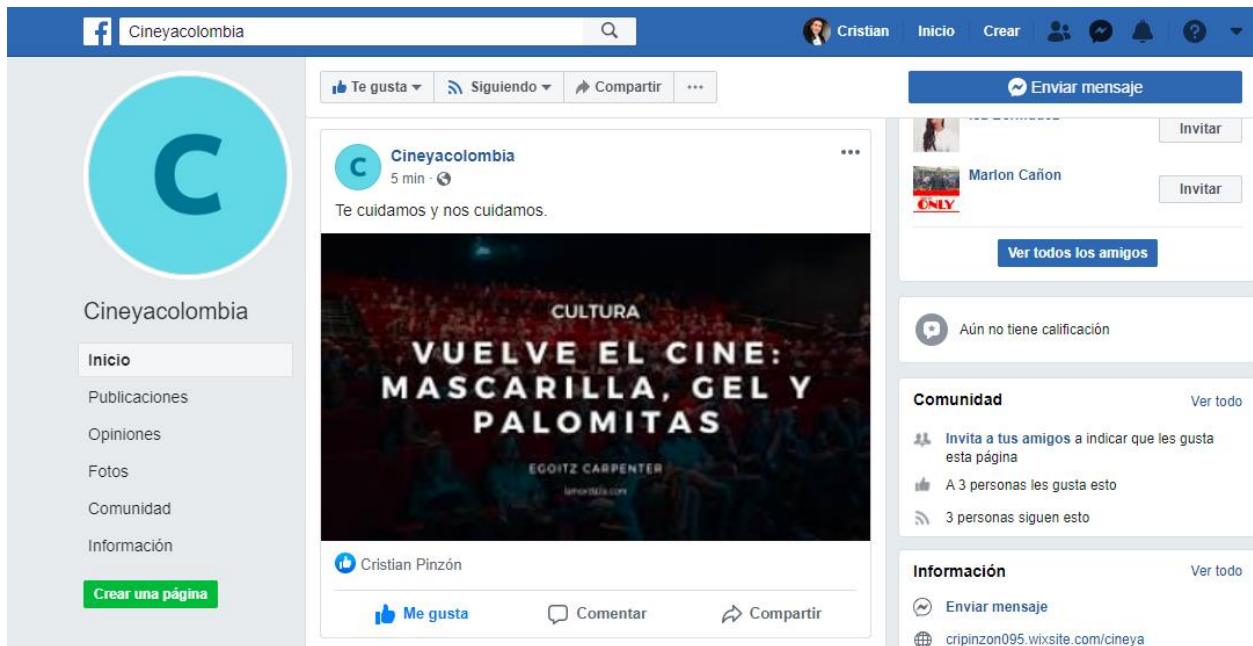 Cineyacolombia
Cristian
Inicio
Crear
C
Cineyacolombia
Inicio
Publicaciones
Opiniones
Fotos
Comunidad
Información
Crear una página
Te gusta
Siguiendo
Compartir
Enviar mensaje
C
Cineyacolombia
5 min
Te cuidamos y nos cuidamos.
CULTURA
VUELVE EL CINE:
MASCARILLA, GEL Y
PALOMITAS
EGOITZ CARPENTER
Cristian Pinzón
Me gusta
Comentar
Compartir
Invitar
ONLY
Marlon Cañon
Invitar
Ver todos los amigos
Aún no tiene calificación
Comunidad
Ver todo
Invita a tus amigos a indicar que les gusta
esta página
A 3 personas les gusta esto
3 personas siguen esto
Información
Ver todo
Enviar mensaje
cripinzon095.wixsite.com/cineya